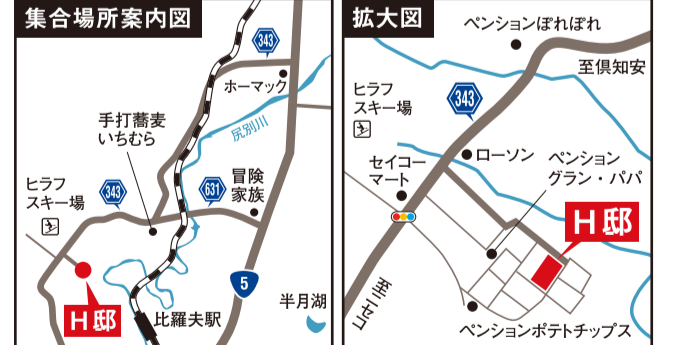 集合場所案内図
343
ホーマック
手打蕎麦
いちむら
尻別川
ヒラフ
スキー場
343
631
冒険
家族
5
半月湖
H邸
比羅夫駅
拡大図
ペンションぽれぽれ
至倶知安
343
ヒラフ
スキー場
セイコー
マート
ローソン
ペンション
グラン・パパ
H邸
至ニセコ
ペンションポテトチップス